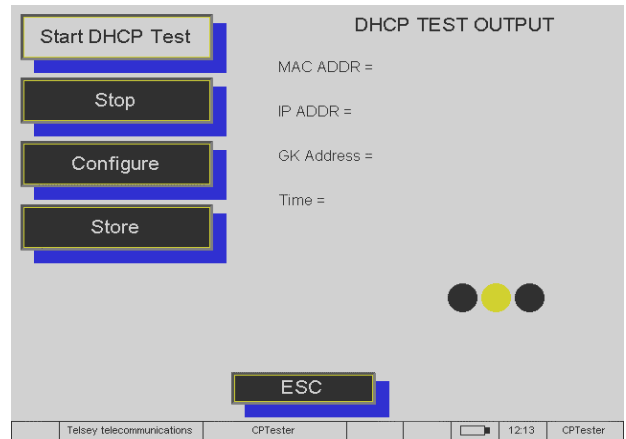 Start DHCP Test
Stop
Configure
Store
DHCP TEST OUTPUT
MAC ADDR =
IP ADDR =
GK Address =
Time =
ESC
Telsey telecommunications
CPTester
12:13
CPTester